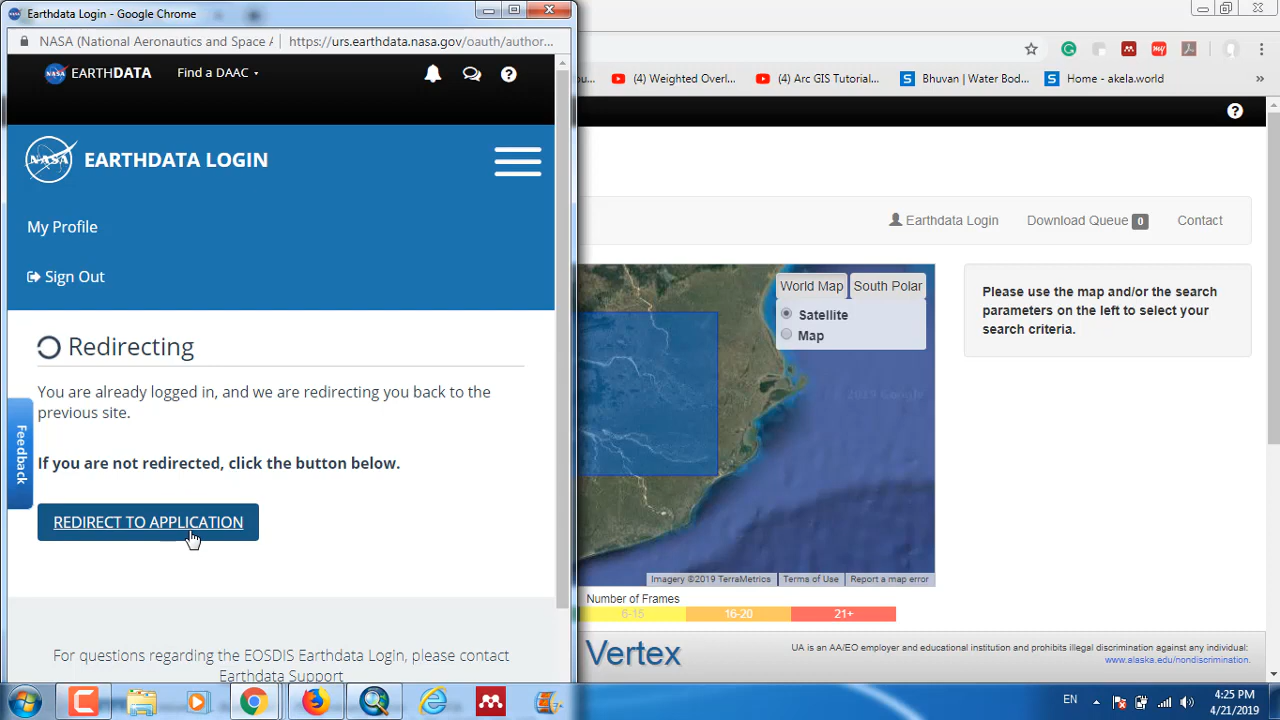 Earthdata Login - Google Chrome
NASA (National Aeronautics and Space A
https://urs.earthdata.nasa.gov/oauth/author...
EARTHDATA
Find a DAAC
NASA EARTHDATA LOGIN
My Profile
Sign Out
Redirecting
You are already logged in, and we are redirecting you back to the
previous site.
If you are not redirected, click the button below.
Feedback
REDIRECT TO APPLICATION
For questions regarding the EOSDIS Earthdata Login, please contact
Earthdata Support
(4) Weighted Overl...
(4) Arc GIS Tutorial...
Bhuvan | Water Bod...
Home - akela.world
Earthdata Login
Download Queue 0
Contact
World Map
South Polar
Satellite
Map
Please use the map and/or the search
parameters on the left to select your
search criteria.
Imagery ©2019 TerraMetrics
Terms of Use
Report a map error
Number of Frames
6-15
16-20
21+
Vertex
UA is an AA/EO employer and educational institution and prohibits illegal discrimination against any individual:
www.alaska.edu/nondiscrimination.
EN
4:25 PM
4/21/2019